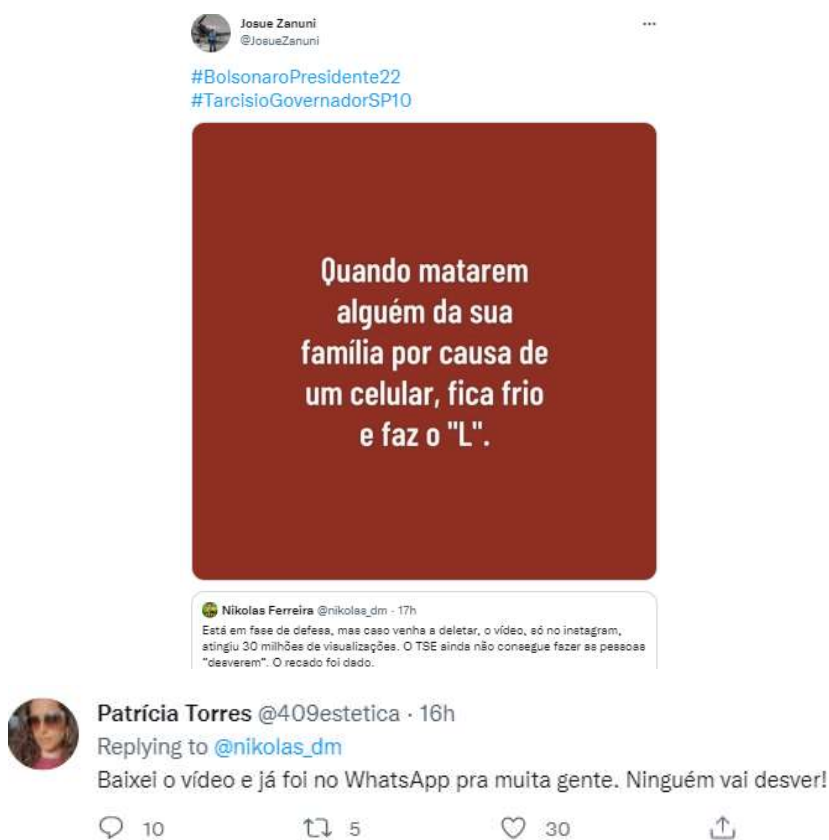 Josue Zanuni
@JosueZanuni
#BolsonaroPresidente22
#TarcisioGovernadorSP10
Quando matarem
alguém da sua
família por causa de
um celular, fica frio
e faz o "L".
Nikolas Ferreira @nikolas_dm · 17h
Está em fase de defesa, mas caso venha a deletar, o vídeo, só no instagram,
atingiu 30 milhões de visualizações. O TSE ainda não consegue fazer as pessoas
"desverem". O recado foi dado.
Patrícia Torres @409estetica · 16h
Replying to @nikolas_dm
Baixei o vídeo e já foi no WhatsApp pra muita gente. Ninguém vai desver!
10 5 30